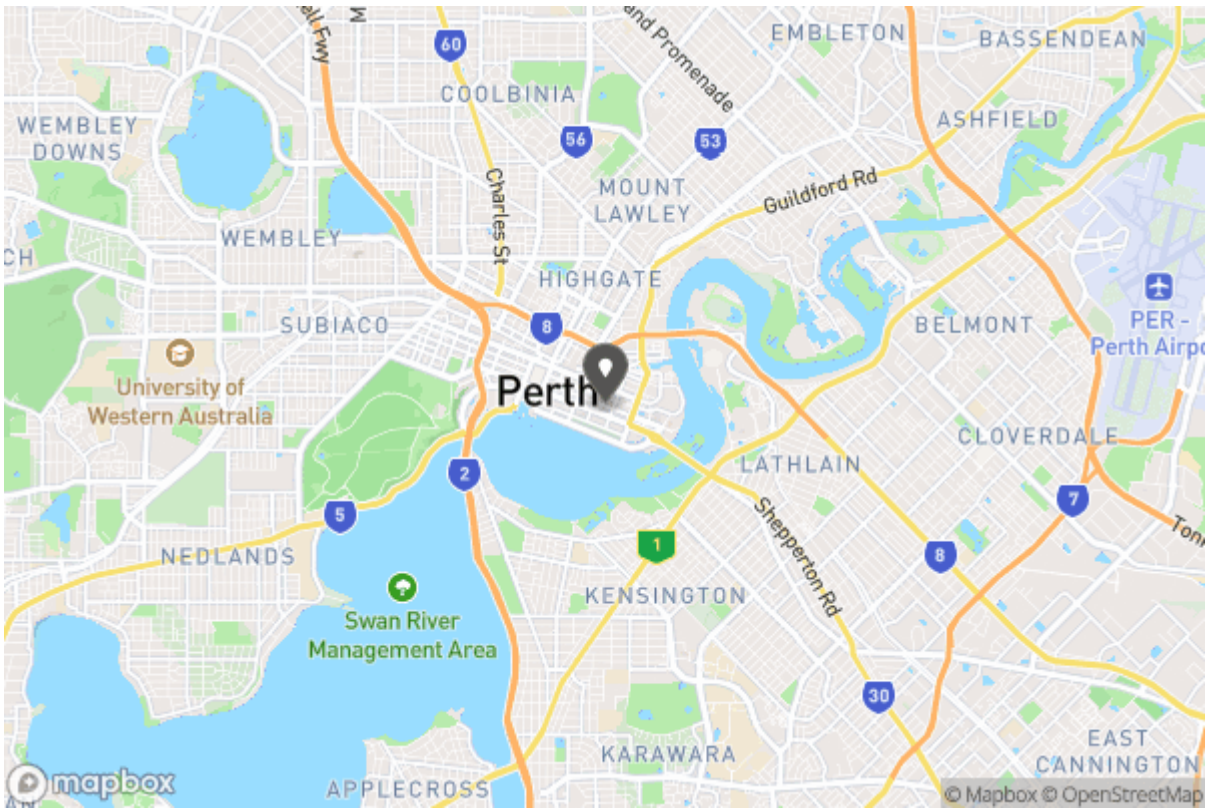 60
EMBLETON
BASSENDEAN
and Promenade
COOLBINIA
WEMBLEY
DOWNS
56
53
ASHFIELD
MOUNT
LAWLEY
Charles St
Guildford Rd
WEMBLEY
CH
HIGHGATE
SUBIACO
8
BELMONT
PER -
Perth Airpo
University of
Western Australia
Perth
CLOVERDALE
LATHLAIN
2
7
5
Shepperton Rd
1
8
Tonk
NEDLANDS
KENSINGTON
Swan River
Management Area
30
KARAWARA
EAST
CANNINGTON
APPLECROSS
mapbox
© Mapbox © OpenStreetMap